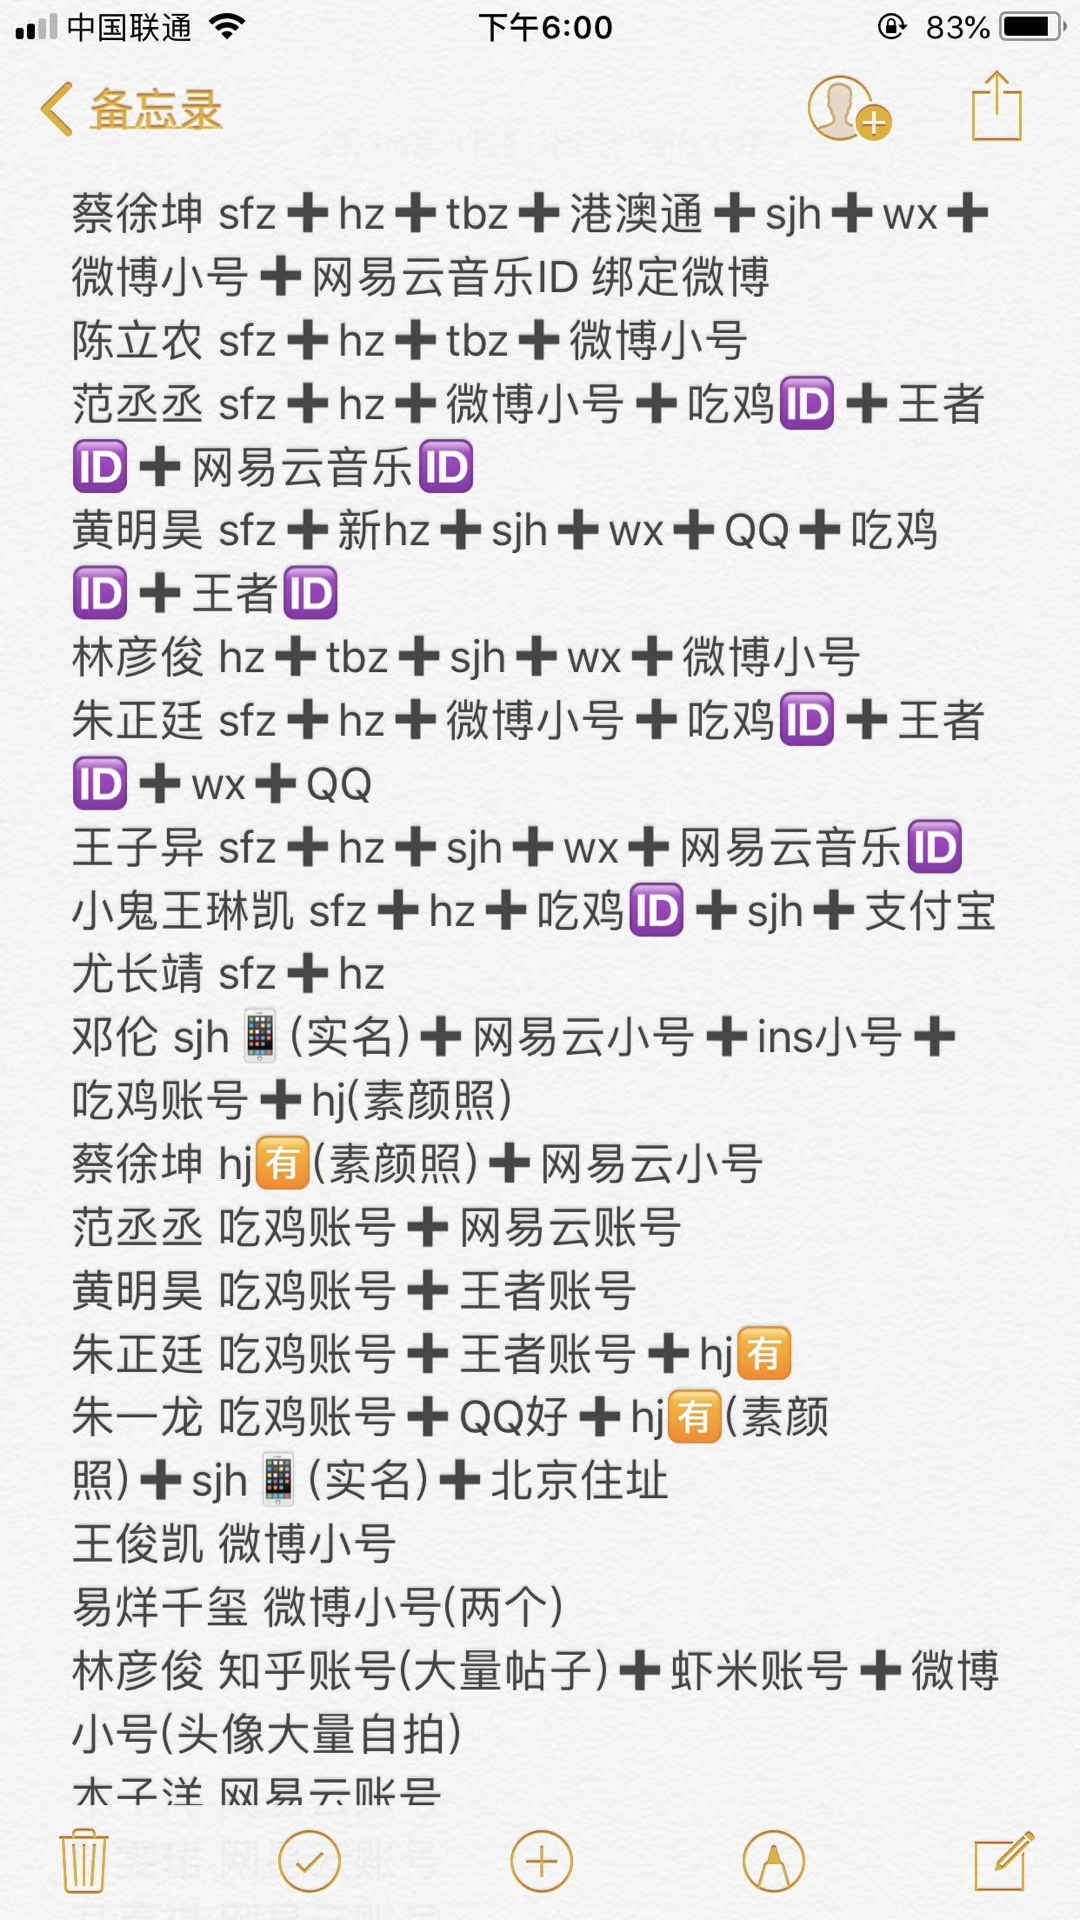 中国联通 下午6:00 83%
备忘录
蔡徐坤 sfz➕hz➕tbz➕港澳通➕sjh➕wx➕
微博小号➕网易云音乐ID 绑定微博
陈立农 sfz➕hz➕tbz➕微博小号
范丞丞 sfz➕hz➕微博小号➕吃鸡🆔➕王者
🆔➕网易云音乐🆔
黄明昊 sfz➕新hz➕sjh➕wx➕QQ➕吃鸡
🆔➕王者🆔
林彦俊 hz➕tbz➕sjh➕wx➕微博小号
朱正廷 sfz➕hz➕微博小号➕吃鸡🆔➕王者
🆔➕wx➕QQ
王子异 sfz➕hz➕sjh➕wx➕网易云音乐🆔
小鬼王琳凯 sfz➕hz➕吃鸡🆔➕sjh➕支付宝
尤长靖 sfz➕hz
邓伦 sjh📱(实名)➕网易云小号➕ins小号➕
吃鸡账号➕hj(素颜照)
蔡徐坤 hj🈶(素颜照)➕网易云小号
范丞丞 吃鸡账号➕网易云账号
黄明昊 吃鸡账号➕王者账号
朱正廷 吃鸡账号➕王者账号➕hj🈶
朱一龙 吃鸡账号➕QQ好➕hj🈶(素颜
照)➕sjh📱(实名)➕北京住址
王俊凯 微博小号
易烊千玺 微博小号(两个)
林彦俊 知乎账号(大量帖子)➕虾米账号➕微博
小号(头像大量自拍)
木子洋 网易云账号